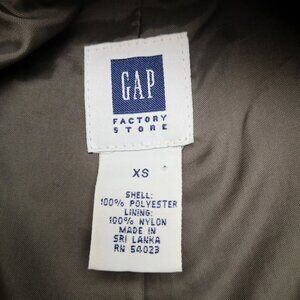 GAP
FACTORY
STORE
XS
SHELL:
100% POLYESTER
LINING:
100% NYLON
MADE IN
SRI LANKA
RN 54023